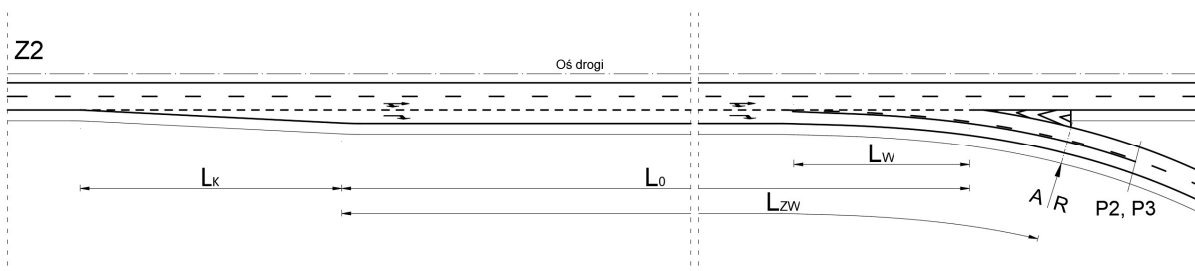 Z2
Oś drogi
LK
L0
LW
LZW
A R
P2, P3